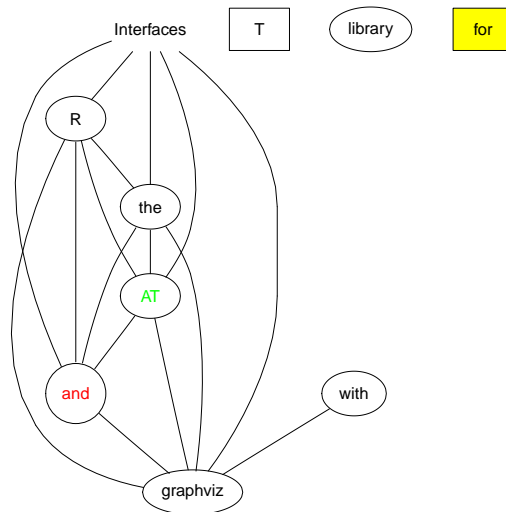 Interfaces
T
library
for
R
the
AT
and
with
graphviz